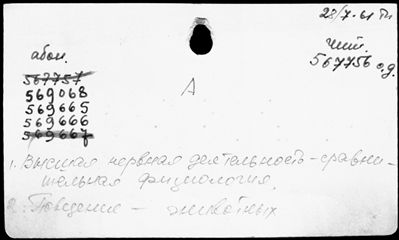 28/7-61
чит.
абон.
567756 о.д.
567757
569068
А
569665
569666
569667
1. Высшая нервная деятельность - сравни-
тельная физиология.
2. Поведение - животных